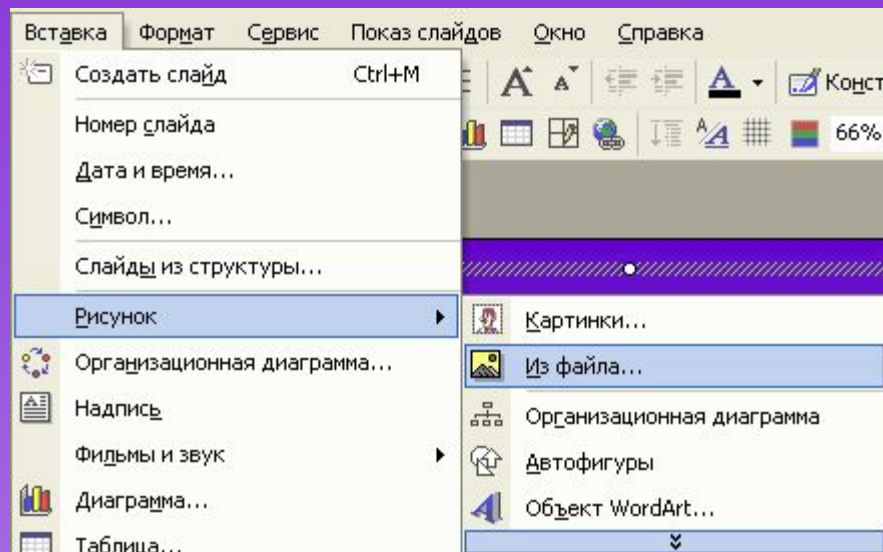 Вставка Формат Сервис Показ слайдов Окно Справка
Создать слайд Ctrl+M
Конст
Номер слайда
66%
Дата и время...
Символ...
Слайды из структуры...
Рисунок
Картинки...
Организационная диаграмма...
Из файла...
Надпись
Организационная диаграмма
Фильмы и звук
Автофигуры
Диаграмма...
Объект WordArt...
Таблица...